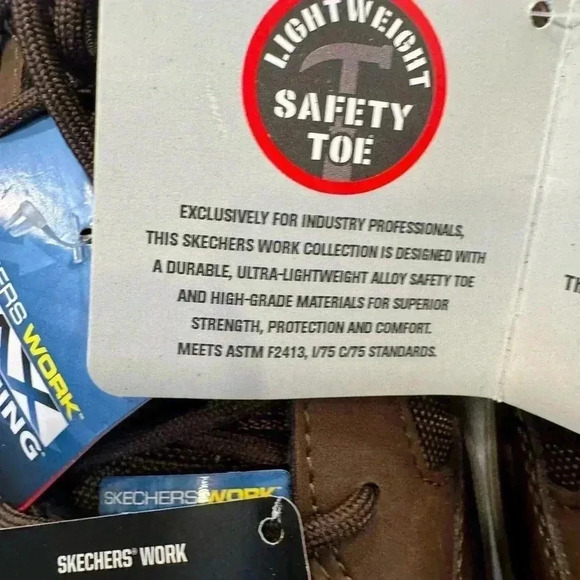 LIGHTWEIGHT
SAFETY
TOE
EXCLUSIVELY FOR INDUSTRY PROFESSIONALS,
THIS SKECHERS WORK COLLECTION IS DESIGNED WITH
A DURABLE, ULTRA-LIGHTWEIGHT ALLOY SAFETY TOE
AND HIGH-GRADE MATERIALS FOR SUPERIOR
STRENGTH, PROTECTION AND COMFORT.
MEETS ASTM F2413, I/75 C/75 STANDARDS.
WORK™
SKECHERS WORK™
SKECHERS® WORK